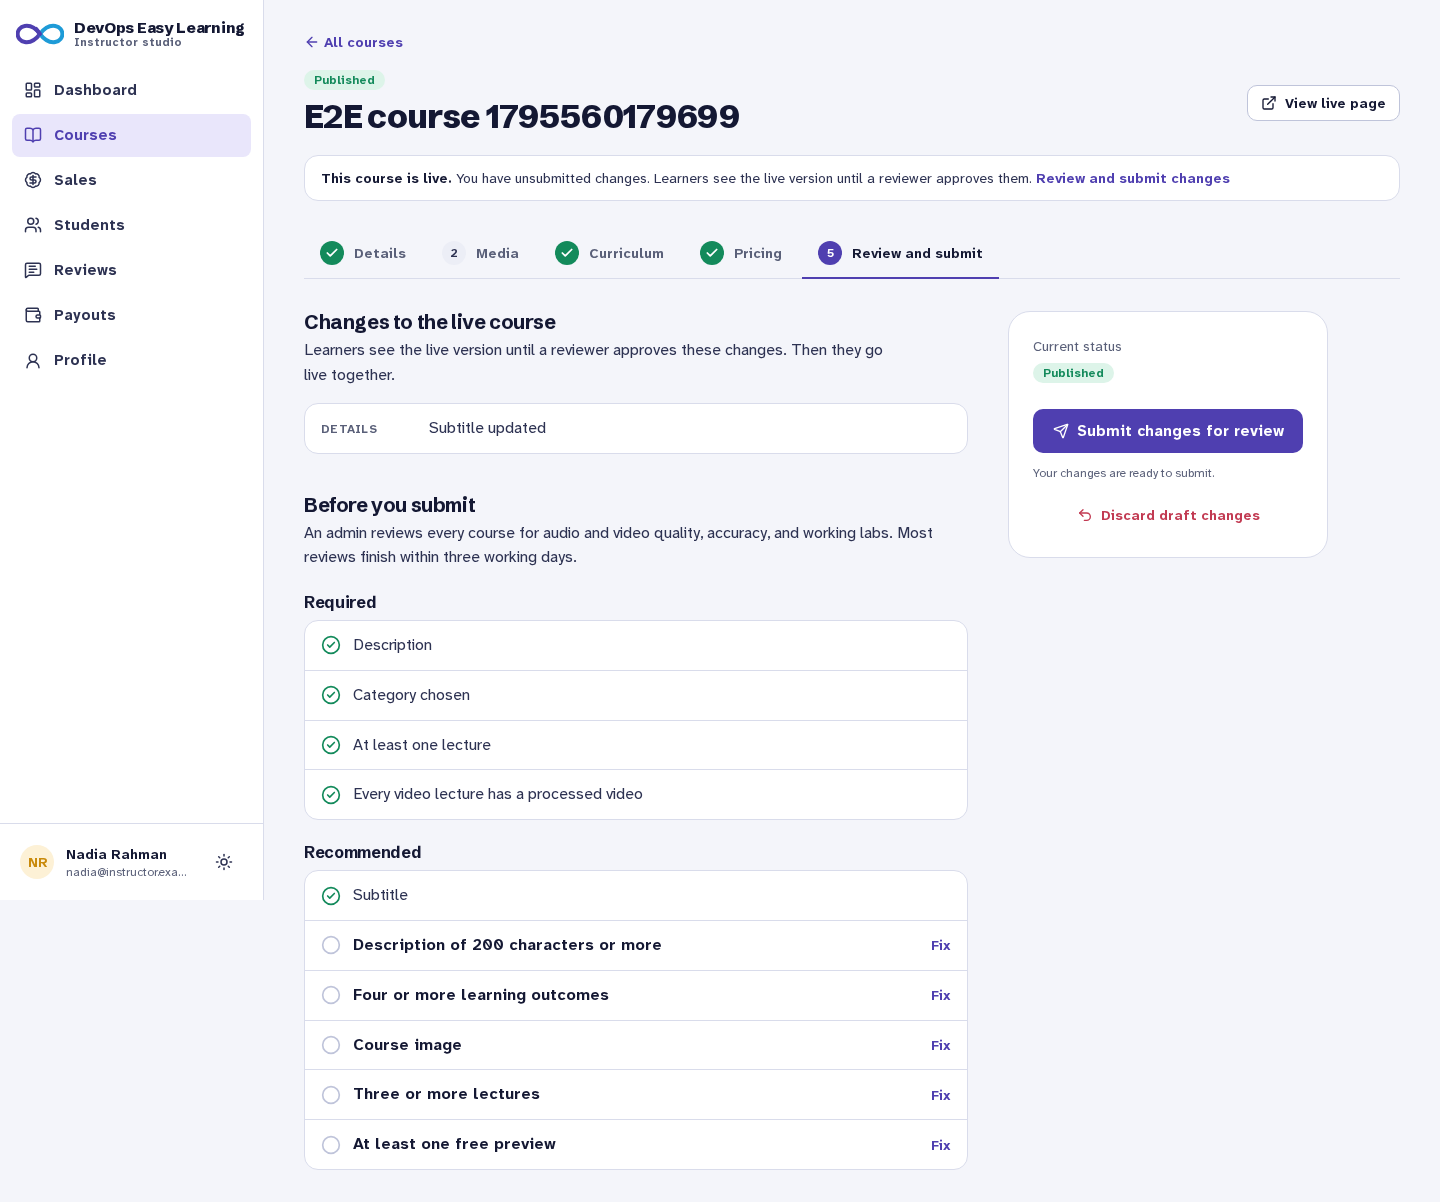 DevOps Easy Learning
Instructor studio
Dashboard
Courses
Sales
Students
Reviews
Payouts
Profile
NR
Nadia Rahman
nadia@instructor.exa...
All courses
Published
E2E course 1795560179699
View live page
This course is live. You have unsubmitted changes. Learners see the live version until a reviewer approves them. Review and submit changes
Details
2 Media
Curriculum
Pricing
5 Review and submit
Changes to the live course
Learners see the live version until a reviewer approves these changes. Then they go
live together.
DETAILS Subtitle updated
Before you submit
An admin reviews every course for audio and video quality, accuracy, and working labs. Most
reviews finish within three working days.
Required
Description
Category chosen
At least one lecture
Every video lecture has a processed video
Recommended
Subtitle
Description of 200 characters or more Fix
Four or more learning outcomes Fix
Course image Fix
Three or more lectures Fix
At least one free preview Fix
Current status
Published
Submit changes for review
Your changes are ready to submit.
Discard draft changes